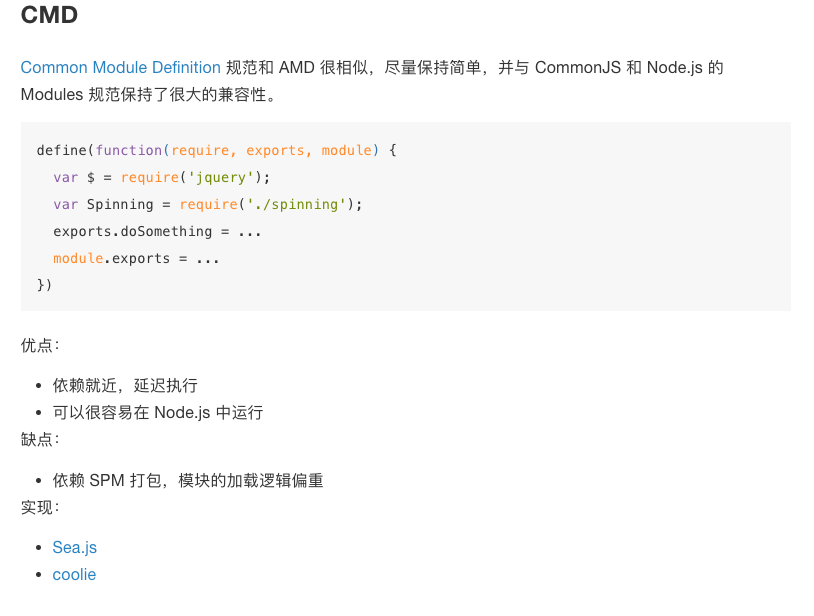 CMD
Common Module Definition 规范和 AMD 很相似，尽量保持简单，并与 CommonJS 和 Node.js 的
Modules 规范保持了很大的兼容性。
define(function(require, exports, module) {
  var $ = require('jquery');
  var Spinning = require('./spinning');
  exports.doSomething = ...
  module.exports = ...
})
优点：
• 依赖就近，延迟执行
• 可以很容易在 Node.js 中运行
缺点：
• 依赖 SPM 打包，模块的加载逻辑偏重
实现：
• Sea.js
• coolie